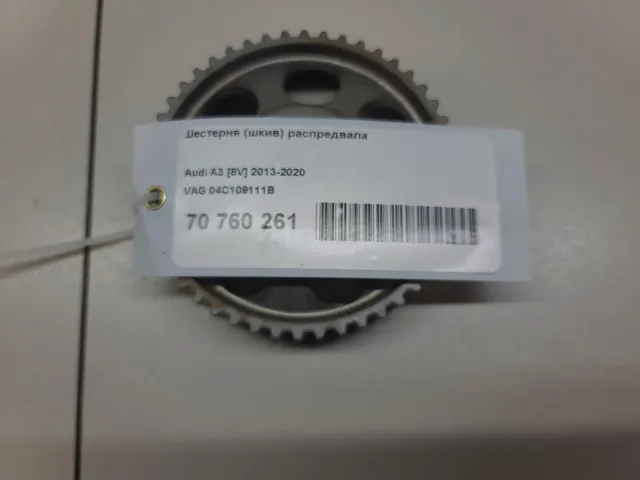 Шестерня (шкив) распредвала
Audi A3 [8V] 2013-2020
VAG 04C109111B
70 760 261